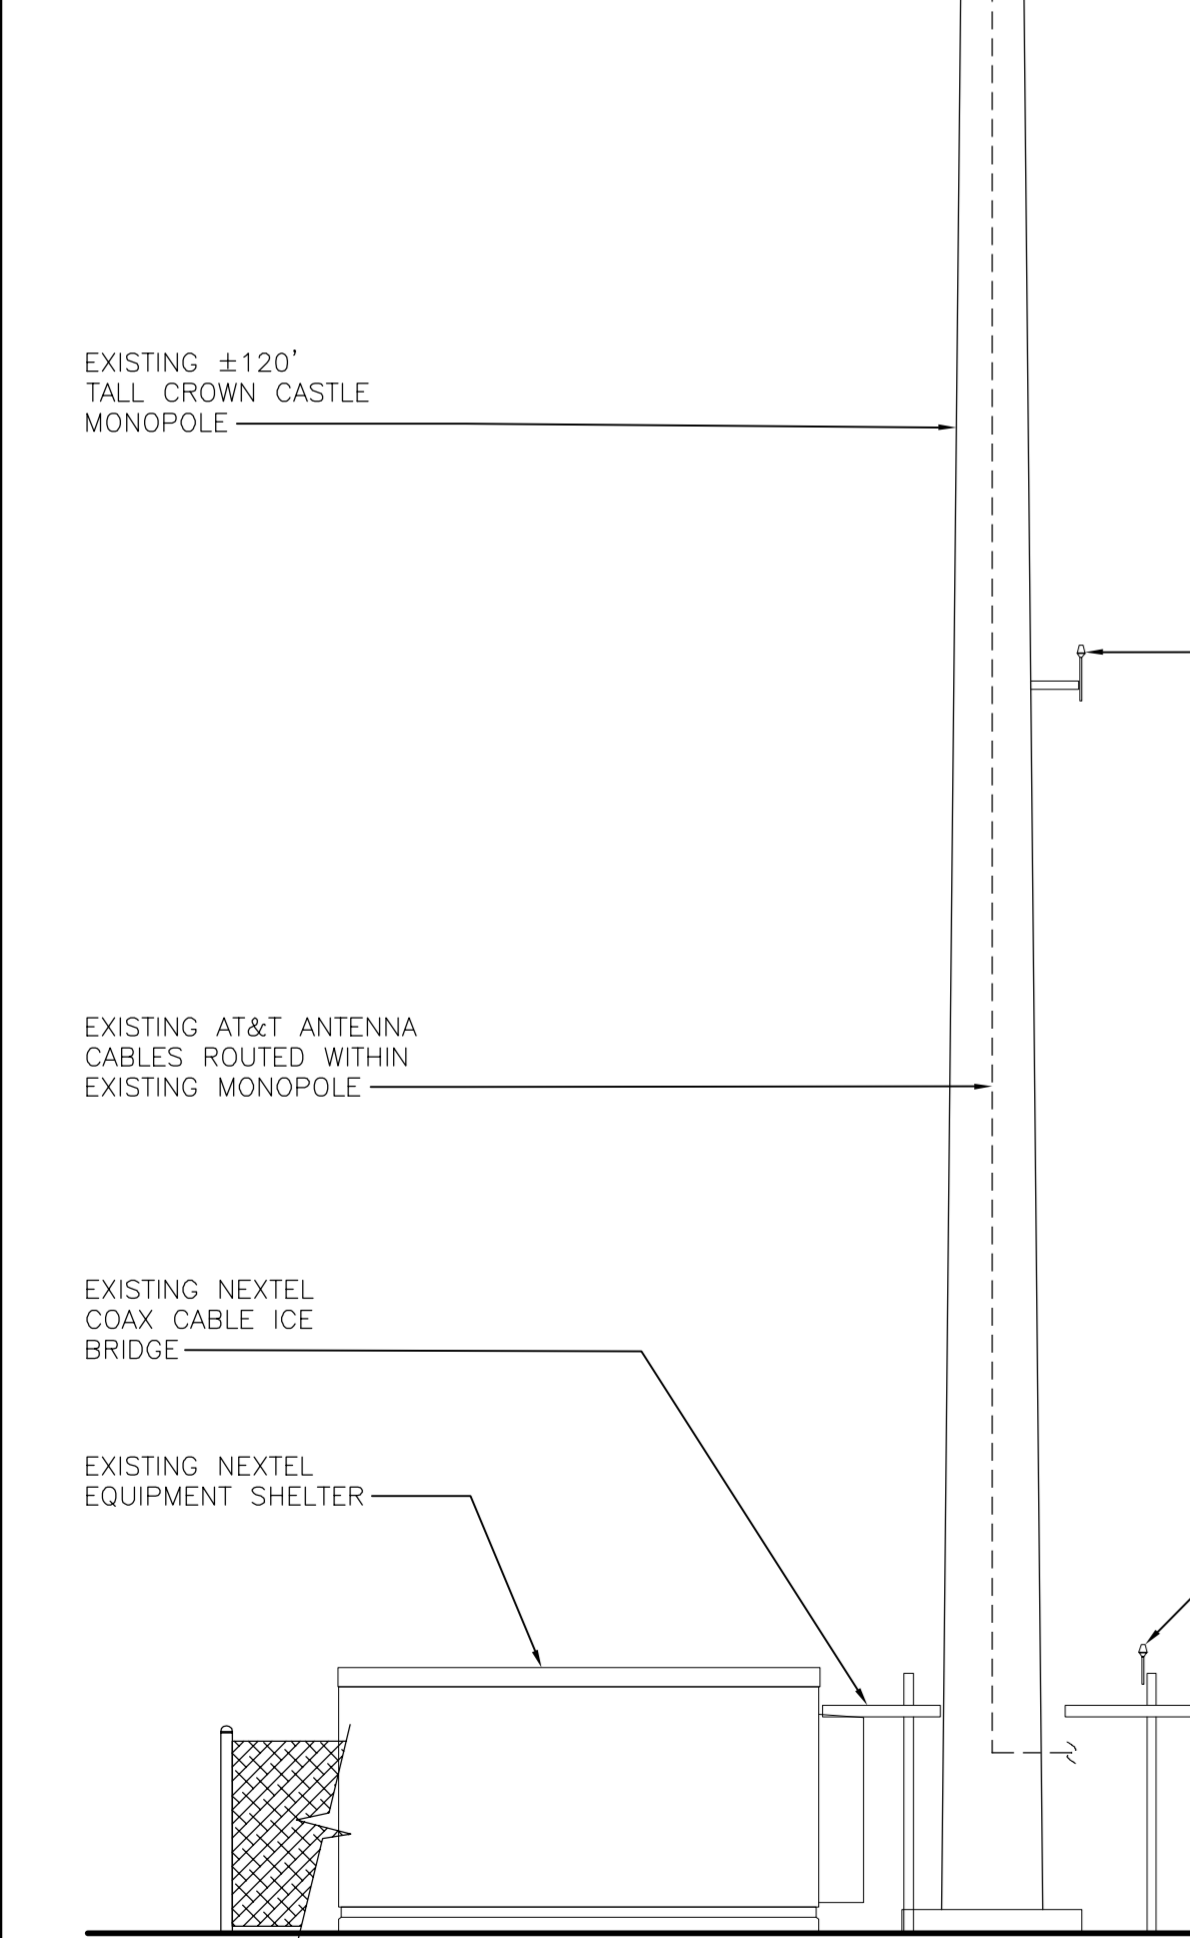 EXISTING ±120'
TALL CROWN CASTLE
MONOPOLE
EXISTING AT&T ANTENNA
CABLES ROUTED WITHIN
EXISTING MONOPOLE
EXISTING NEXTEL
COAX CABLE ICE
BRIDGE
EXISTING NEXTEL
EQUIPMENT SHELTER